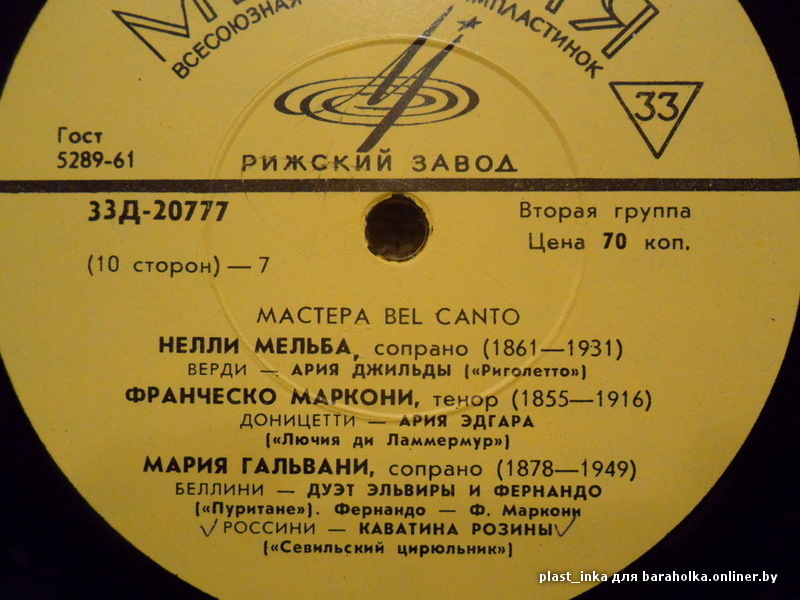 ВСЕСОЮЗНАЯ
33
Гост
5289-61
РИЖСКИЙ ЗАВОД
33Д-20777
Вторая группа
Цена 70 коп.
(10 сторон) — 7
МАСТЕРА BEL CANTO
НЕЛЛИ МЕЛЬБА, сопрано (1861—1931)
ВЕРДИ — АРИЯ ДЖИЛЬДЫ («Риголетто»)
ФРАНЧЕСКО МАРКОНИ, тенор (1855—1916)
ДОНИЦЕТТИ — АРИЯ ЭДГАРА
(«Лючия ди Ламмермур»)
МАРИЯ ГАЛЬВАНИ, сопрано (1878—1949)
БЕЛЛИНИ — ДУЭТ ЭЛЬВИРЫ И ФЕРНАНДО
(«Пуритане»). Фернандо — Ф. Маркони
РОССИНИ — КАВАТИНА РОЗИНЫ
(«Севильский цирюльник»)
plast_inka для baraholka.onliner.by